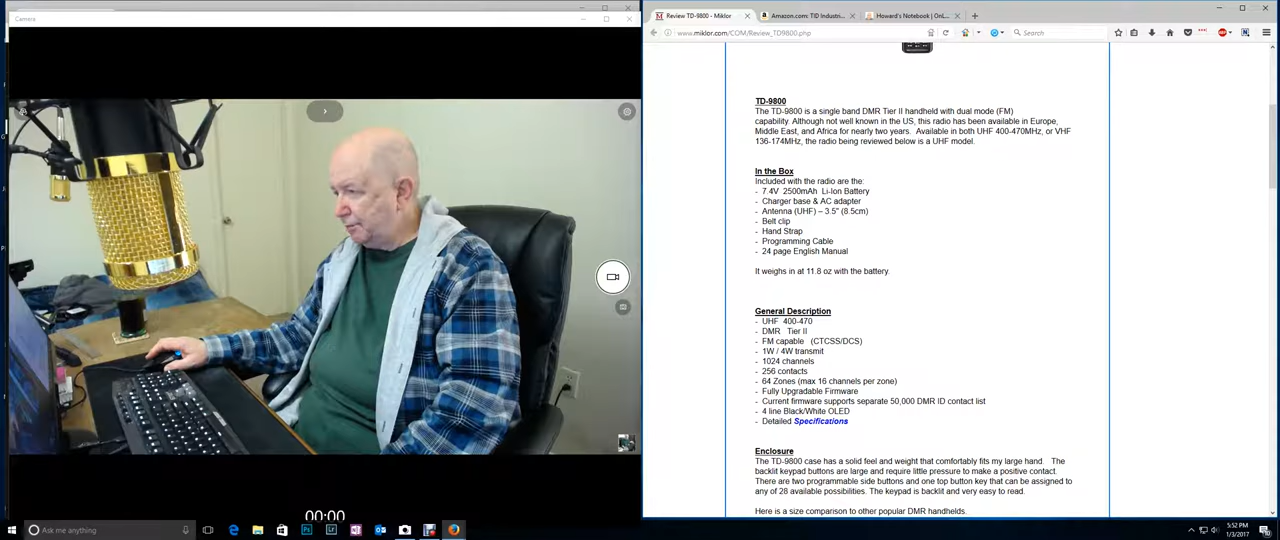 Camera
00:00
Review TD-9800 - Miklor
Amazon.com: TID Industri...
Howard's Notebook | OnL...
www.miklor.com/COM/Review_TD9800.php
Search
TD-9800
The TD-9800 is a single band DMR Tier II handheld with dual mode (FM)
capability. Although not well known in the US, this radio has been available in Europe,
Middle East, and Africa for nearly two years.  Available in both UHF 400-470MHz, or VHF
136-174MHz, the radio being reviewed below is a UHF model.
In the Box
Included with the radio are the:
- 7.4V 2500mAh Li-Ion Battery
- Charger base & AC adapter
- Antenna (UHF) – 3.5" (8.5cm)
- Belt clip
- Hand Strap
- Programming Cable
- 24 page English Manual
It weighs in at 11.8 oz with the battery.
General Description
- UHF 400-470
- DMR Tier II
- FM capable (CTCSS/DCS)
- 1W / 4W transmit
- 1024 channels
- 256 contacts
- 64 Zones (max 16 channels per zone)
- Fully Upgradable Firmware
- Current firmware supports separate 50,000 DMR ID contact list
- 4 line Black/White OLED
- Detailed Specifications
Enclosure
The TD-9800 case has a solid feel and weight that comfortably fits my large hand. The
backlit keypad buttons are large and require little pressure to make a positive contact.
There are two programmable side buttons and one top button key that can be assigned to
any of 28 available possibilities. The keypad is backlit and very easy to read.
Here is a size comparison to other popular DMR handhelds.
Ask me anything
5:52 PM
1/3/2017